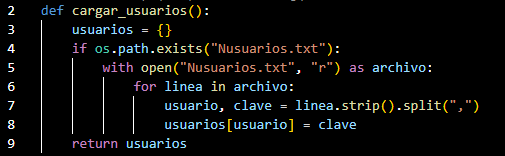 2 def cargar_usuarios():
3     usuarios = {}
4     if os.path.exists("Nusuarios.txt"):
5         with open("Nusuarios.txt", "r") as archivo:
6             for linea in archivo:
7                 usuario, clave = linea.strip().split(",")
8                 usuarios[usuario] = clave
9     return usuarios